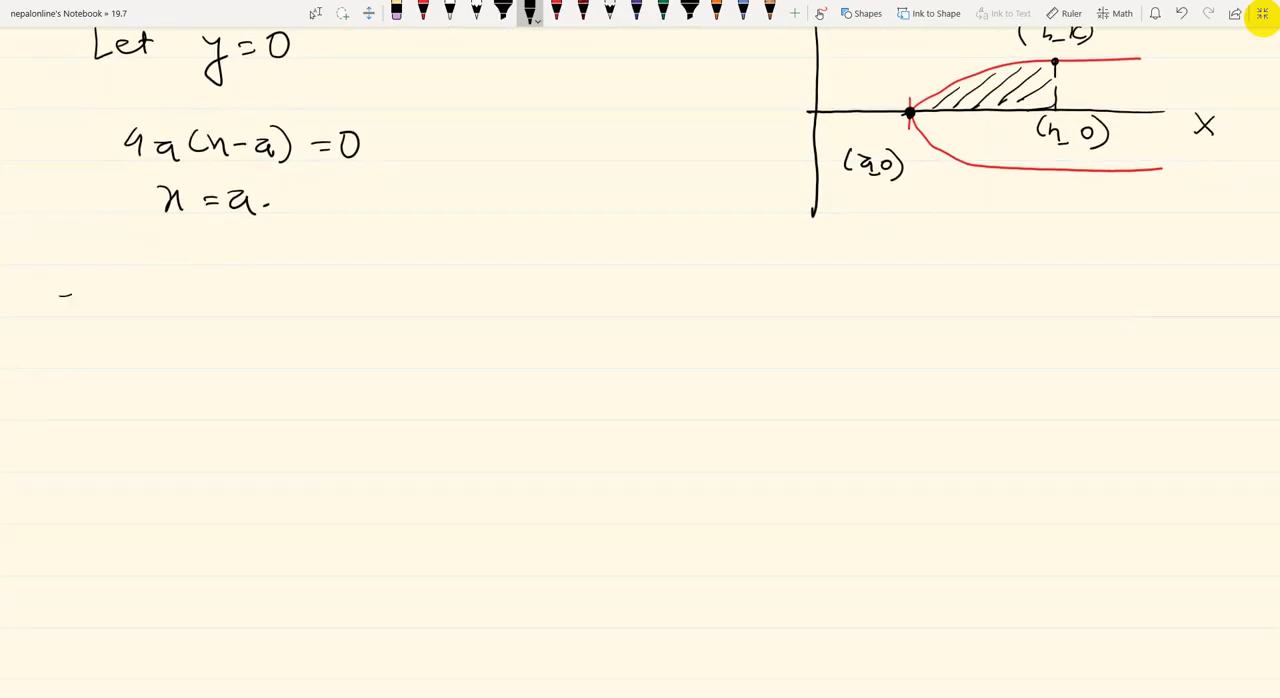 nepalonline's Notebook » 19.7
Shapes
Ink to Shape
Ink to Text
Ruler
Math
Let y = 0
4a(x-a) = 0
x = a.
(h, k)
(h, 0)
X
(a, 0)